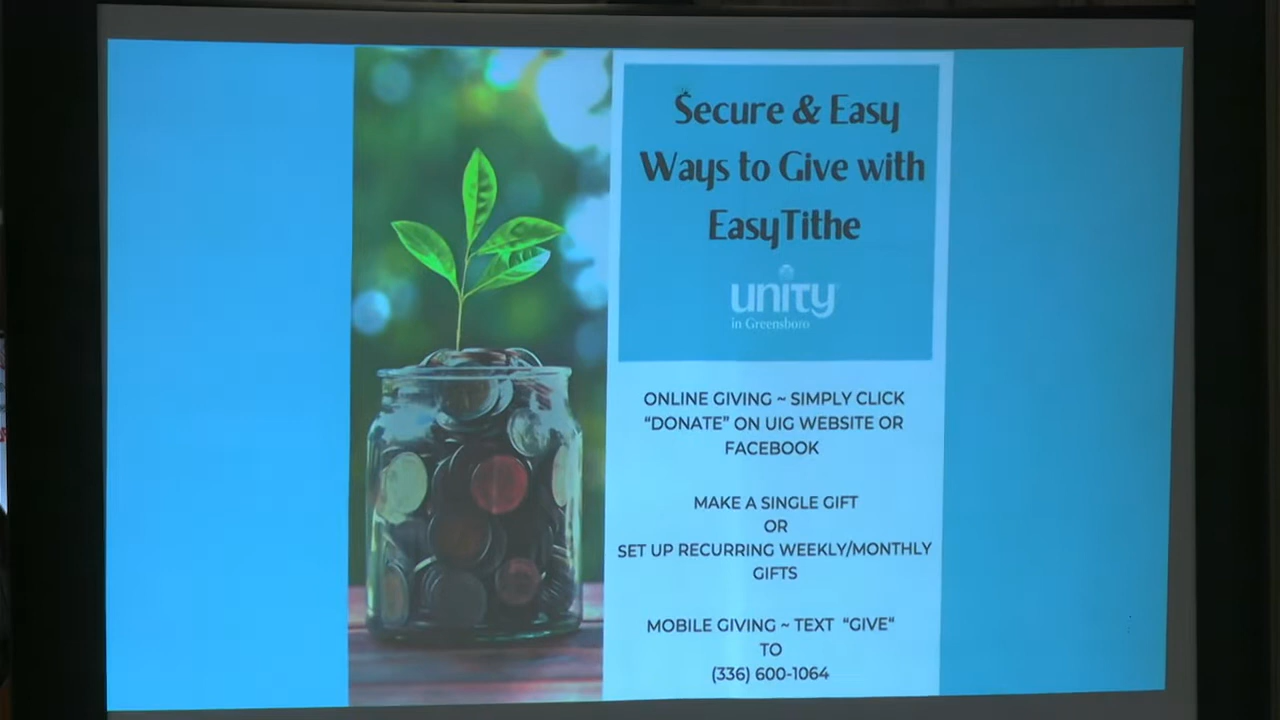 Secure & Easy
Ways to Give with
EasyTithe
unity
in Greensboro
ONLINE GIVING ~ SIMPLY CLICK
“DONATE” ON UIG WEBSITE OR
FACEBOOK
MAKE A SINGLE GIFT
OR
SET UP RECURRING WEEKLY/MONTHLY
GIFTS
MOBILE GIVING ~ TEXT “GIVE“
TO
(336) 600-1064